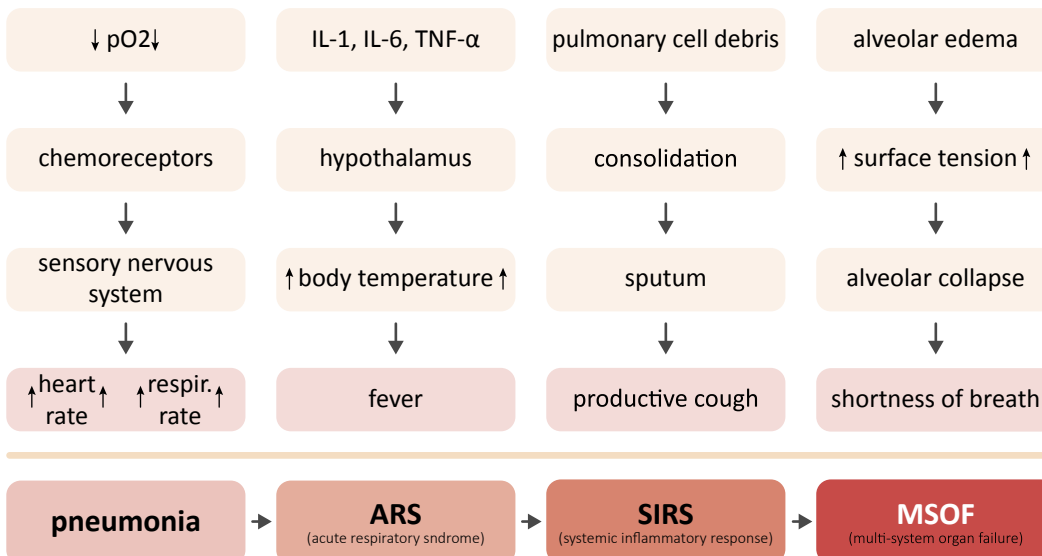 ↓ pO2↓
IL-1, IL-6, TNF-α
pulmonary cell debris
alveolar edema
chemoreceptors
hypothalamus
consolidation
↑ surface tension ↑
sensory nervous
system
↑ body temperature ↑
sputum
alveolar collapse
↑ heart ↑
rate
↑ respir. ↑
rate
fever
productive cough
shortness of breath
pneumonia
ARS
(acute respiratory sndrome)
SIRS
(systemic inflammatory response)
MSOF
(multi-system organ failure)